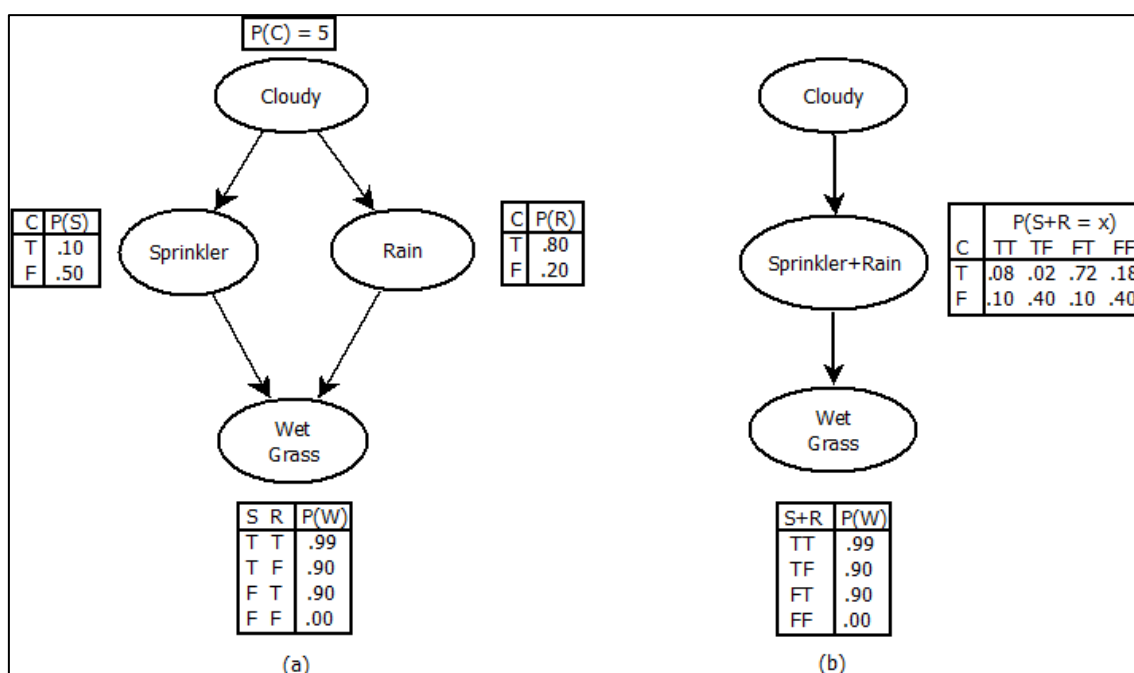 P(C) = 5
Cloudy
C P(S)
T .10
F .50
Sprinkler
Rain
C P(R)
T .80
F .20
Wet
Grass
S R P(W)
T T .99
T F .90
F T .90
F F .00
(a)
Cloudy
Sprinkler+Rain
P(S+R = x)
C TT TF FT FF
T .08 .02 .72 .18
F .10 .40 .10 .40
Wet
Grass
S+R P(W)
TT .99
TF .90
FT .90
FF .00
(b)